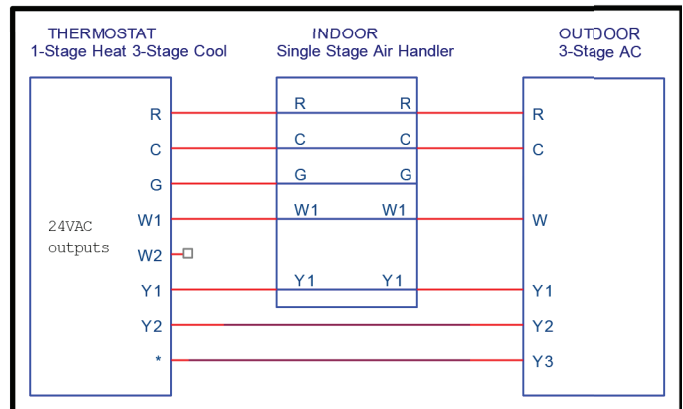 THERMOSTAT
1-Stage Heat 3-Stage Cool
INDOOR
Single Stage Air Handler
OUTDOOR
3-Stage AC
R R R R
C C C C
G G G
W1 W1 W1 W
24VAC
outputs
W2
Y1 Y1 Y1 Y1
Y2 Y2
* Y3